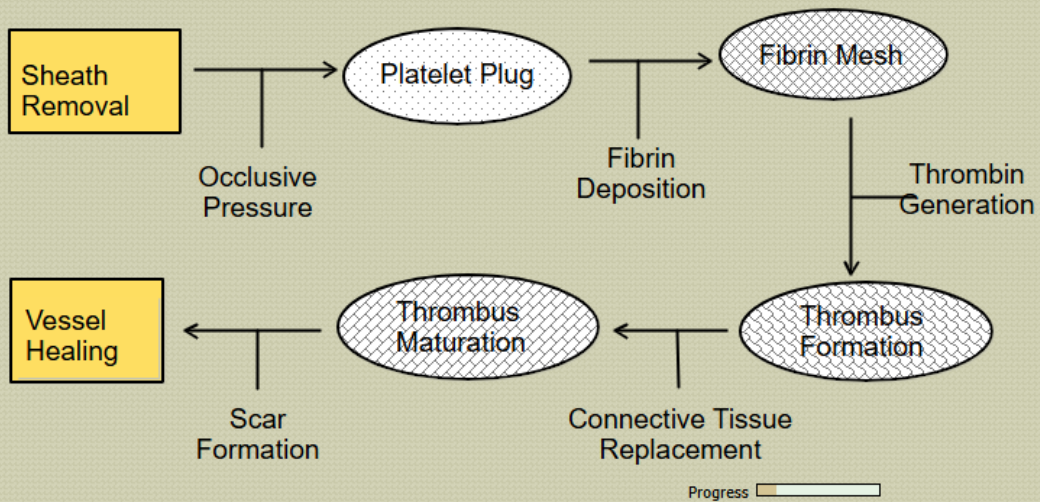 Sheath
Removal
Platelet Plug
Fibrin Mesh
Occlusive
Pressure
Fibrin
Deposition
Thrombin
Generation
Vessel
Healing
Thrombus
Maturation
Thrombus
Formation
Scar
Formation
Connective Tissue
Replacement
Progress